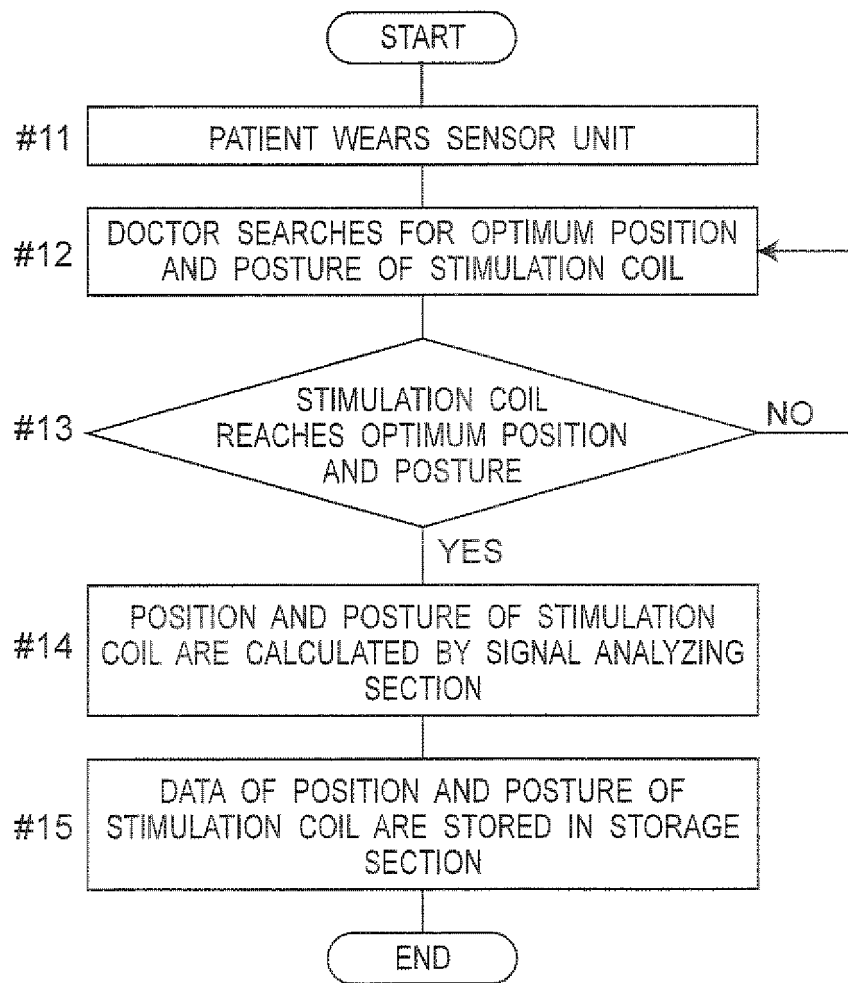 START
#11
PATIENT WEARS SENSOR UNIT
#12
DOCTOR SEARCHES FOR OPTIMUM POSITION
AND POSTURE OF STIMULATION COIL
#13
STIMULATION COIL
REACHES OPTIMUM POSITION
AND POSTURE
NO
YES
#14
POSITION AND POSTURE OF STIMULATION
COIL ARE CALCULATED BY SIGNAL ANALYZING
SECTION
#15
DATA OF POSITION AND POSTURE OF
STIMULATION COIL ARE STORED IN STORAGE
SECTION
END